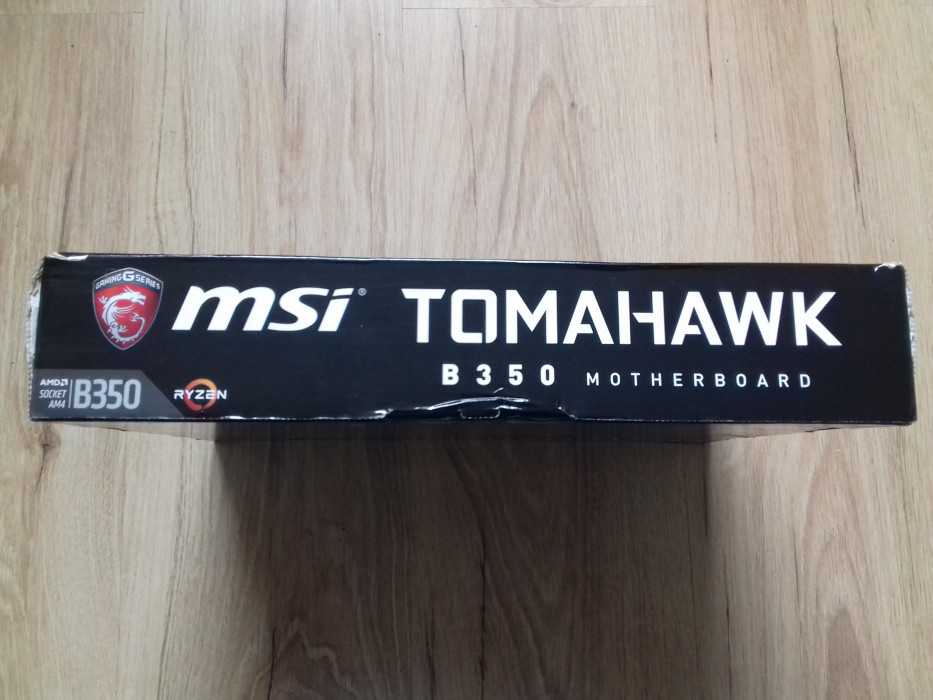 GAMING G SERIES
msi®
TOMAHAWK
B350 MOTHERBOARD
AMD
SOCKET
AM4
B350
RYZEN